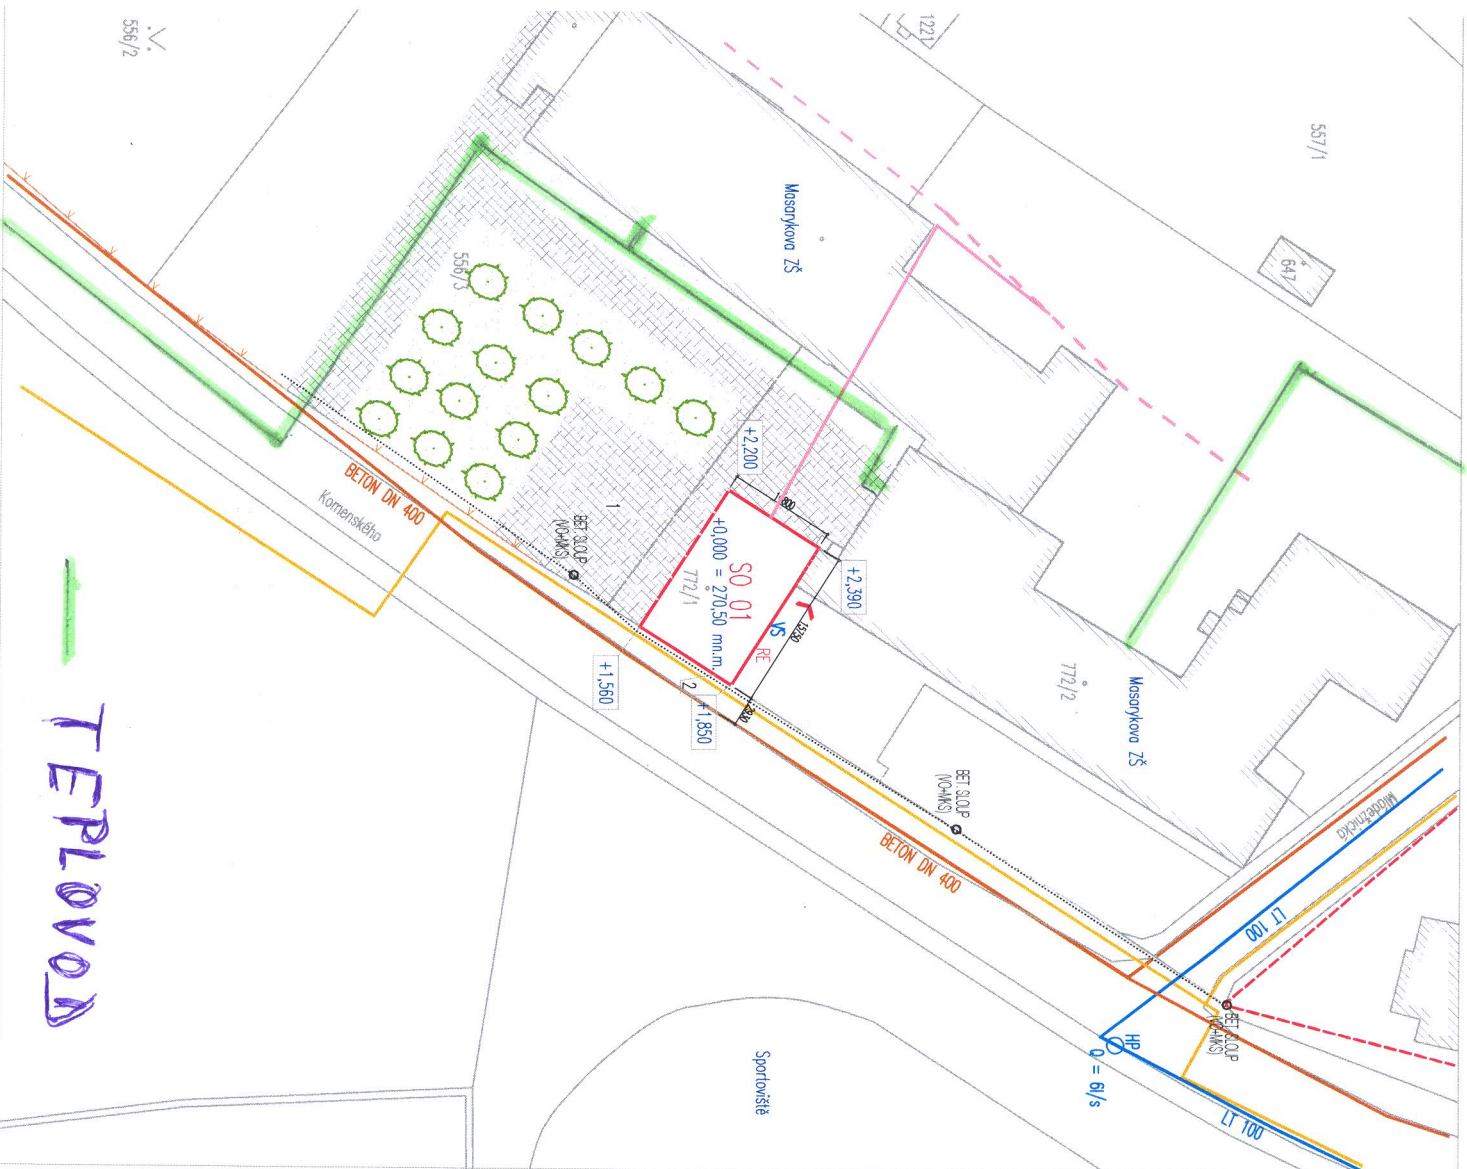 556/2
1221
557/1
647
Masarykova ZŠ
556/3
+2,200
1
BET. SLOUP
(VO+MKS)
BETON DN 400
Komenského
SO 01
+0,000 = 270,50 mn.m.
772/1
+2,390
15750
VS
RE
+1,560
2
+1,850
2930
772/2
Masarykova ZŠ
BET. SLOUP
(VO+MKS)
BETON DN 400
Mládežnická
LT 100
BET. SLOUP
(VO+MKS)
HP
Q = 6l/s
LT 100
Sportoviště
TEPLOVOD